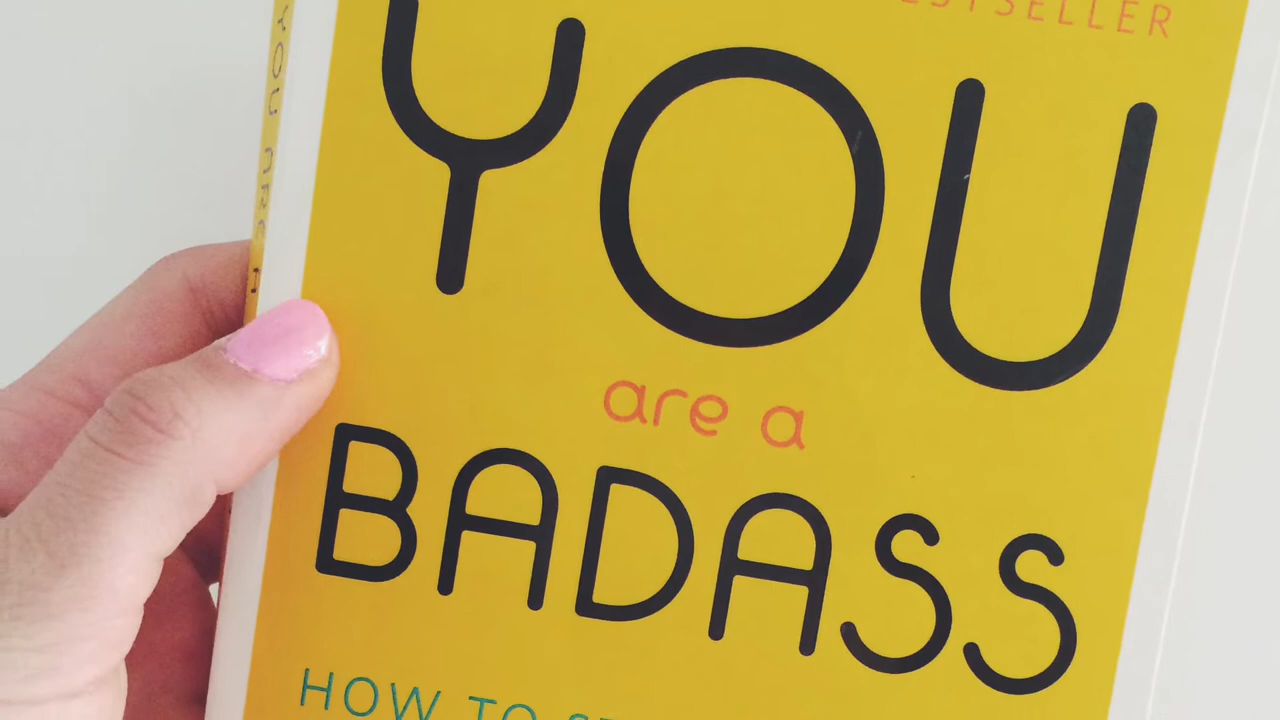 ESTSELLER
YOU
are a
BADASS
HOW TO
YOU ARE